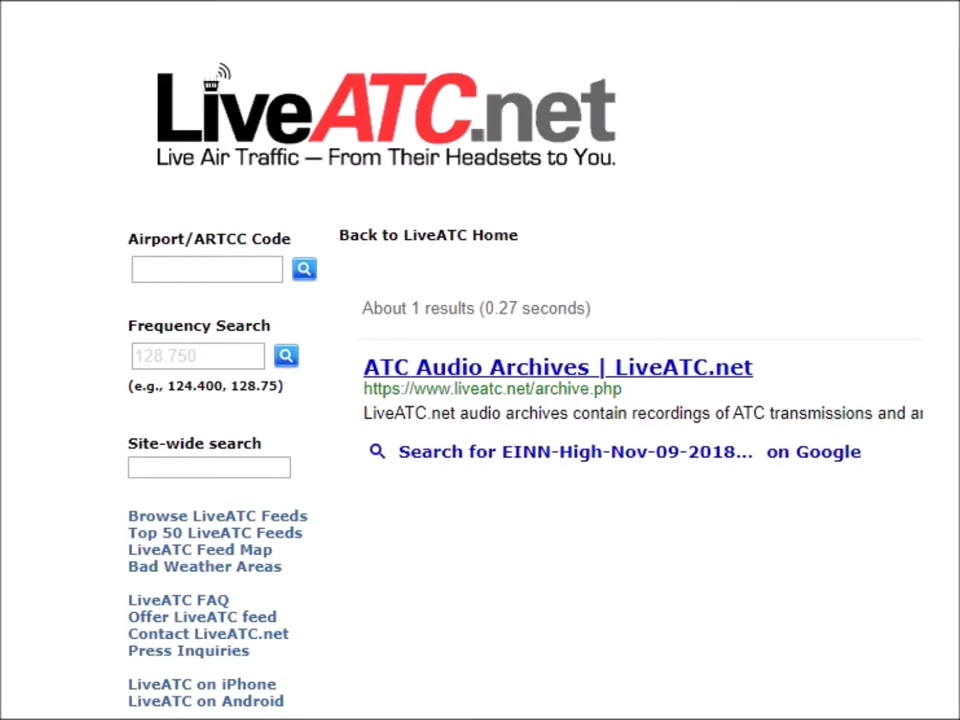 LiveATC.net
Live Air Traffic — From Their Headsets to You.
Airport/ARTCC Code
Back to LiveATC Home
About 1 results (0.27 seconds)
Frequency Search
128.750
(e.g., 124.400, 128.75)
ATC Audio Archives | LiveATC.net
https://www.liveatc.net/archive.php
LiveATC.net audio archives contain recordings of ATC transmissions and
Search for EINN-High-Nov-09-2018... on Google
Site-wide search
Browse LiveATC Feeds
Top 50 LiveATC Feeds
LiveATC Feed Map
Bad Weather Areas
LiveATC FAQ
Offer LiveATC feed
Contact LiveATC.net
Press Inquiries
LiveATC on iPhone
LiveATC on Android